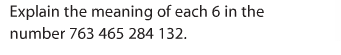 Explain the meaning of each 6 in the
number 763 465 284 132.